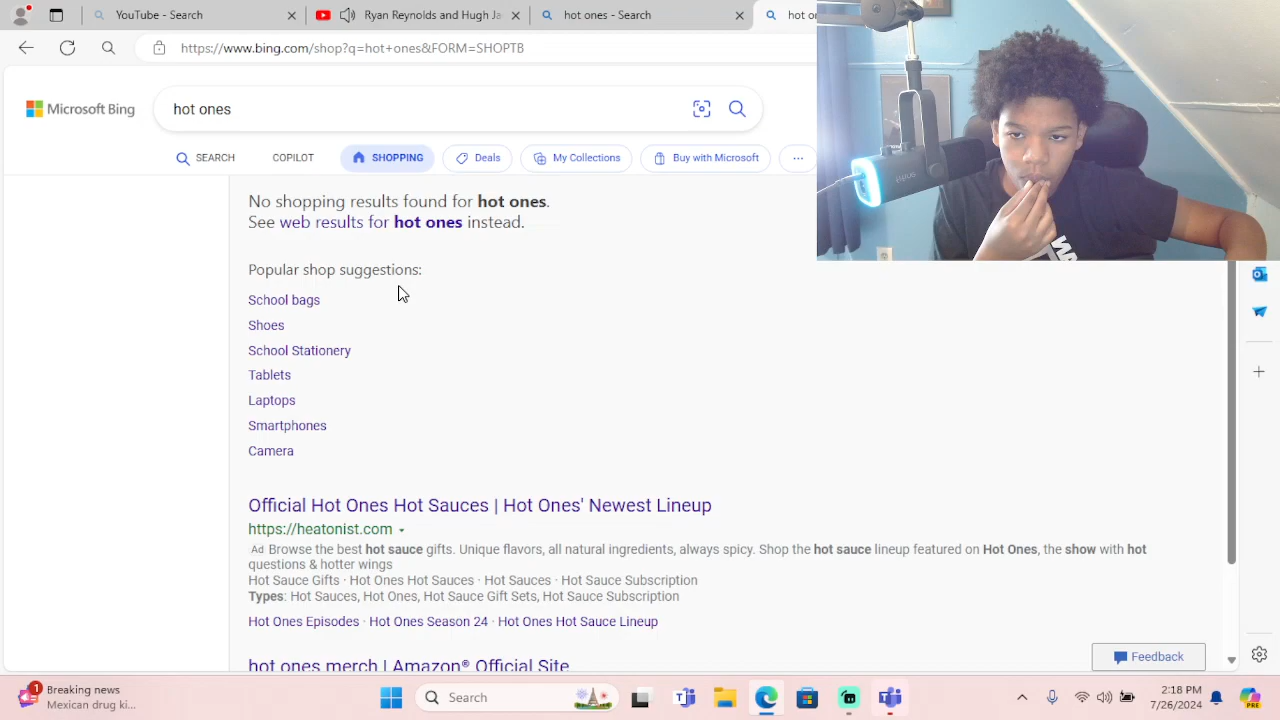 YouTube - Search
Ryan Reynolds and Hugh Ja
hot ones - Search
hot on
https://www.bing.com/shop?q=hot+ones&FORM=SHOPTB
Microsoft Bing
hot ones
SEARCH
COPILOT
SHOPPING
Deals
My Collections
Buy with Microsoft
No shopping results found for hot ones.
See web results for hot ones instead.
Popular shop suggestions:
School bags
Shoes
School Stationery
Tablets
Laptops
Smartphones
Camera
Official Hot Ones Hot Sauces | Hot Ones' Newest Lineup
https://heatonist.com
Ad Browse the best hot sauce gifts. Unique flavors, all natural ingredients, always spicy. Shop the hot sauce lineup featured on Hot Ones, the show with hot
questions & hotter wings
Hot Sauce Gifts · Hot Ones Hot Sauces · Hot Sauces · Hot Sauce Subscription
Types: Hot Sauces, Hot Ones, Hot Sauce Gift Sets, Hot Sauce Subscription
Hot Ones Episodes · Hot Ones Season 24 · Hot Ones Hot Sauce Lineup
hot ones merch | Amazon® Official Site
Feedback
1
Breaking news
Mexican drug ki...
Search
2:18 PM
7/26/2024
PRE